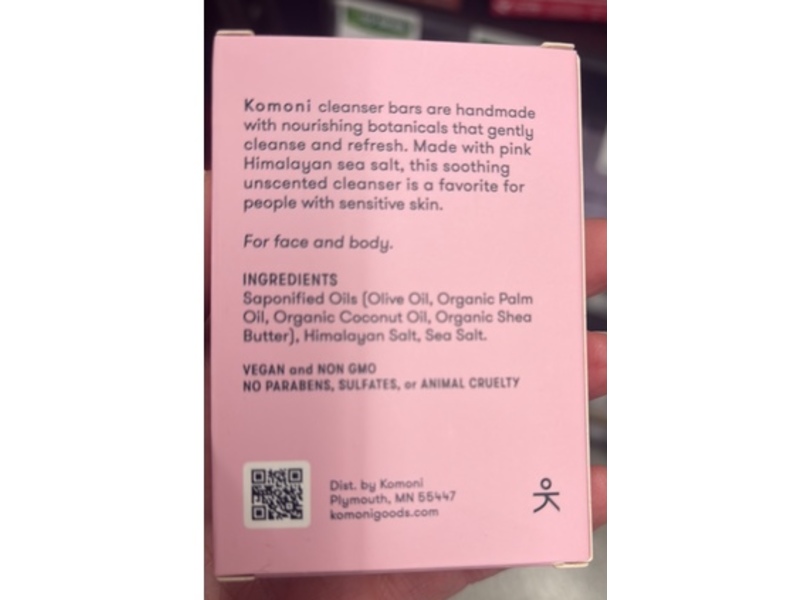 Komoni cleanser bars are handmade
with nourishing botanicals that gently
cleanse and refresh. Made with pink
Himalayan sea salt, this soothing
unscented cleanser is a favorite for
people with sensitive skin.
For face and body.
INGREDIENTS
Saponified Oils (Olive Oil, Organic Palm
Oil, Organic Coconut Oil, Organic Shea
Butter), Himalayan Salt, Sea Salt.
VEGAN and NON GMO
NO PARABENS, SULFATES, or ANIMAL CRUELTY
Dist. by Komoni
Plymouth, MN 55447
komonigoods.com